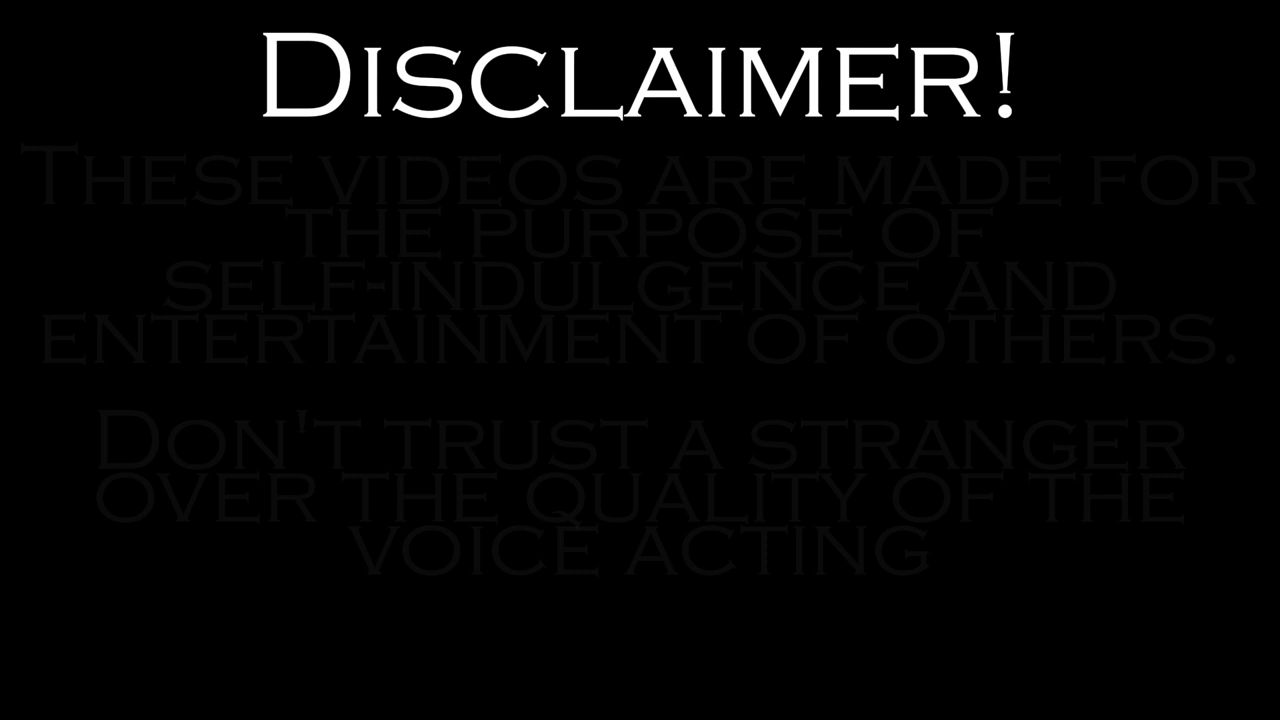 Disclaimer!
These videos are made for
the purpose of
self-indulgence and
entertainment of others.
Don't trust a stranger
over the quality of the
voice acting